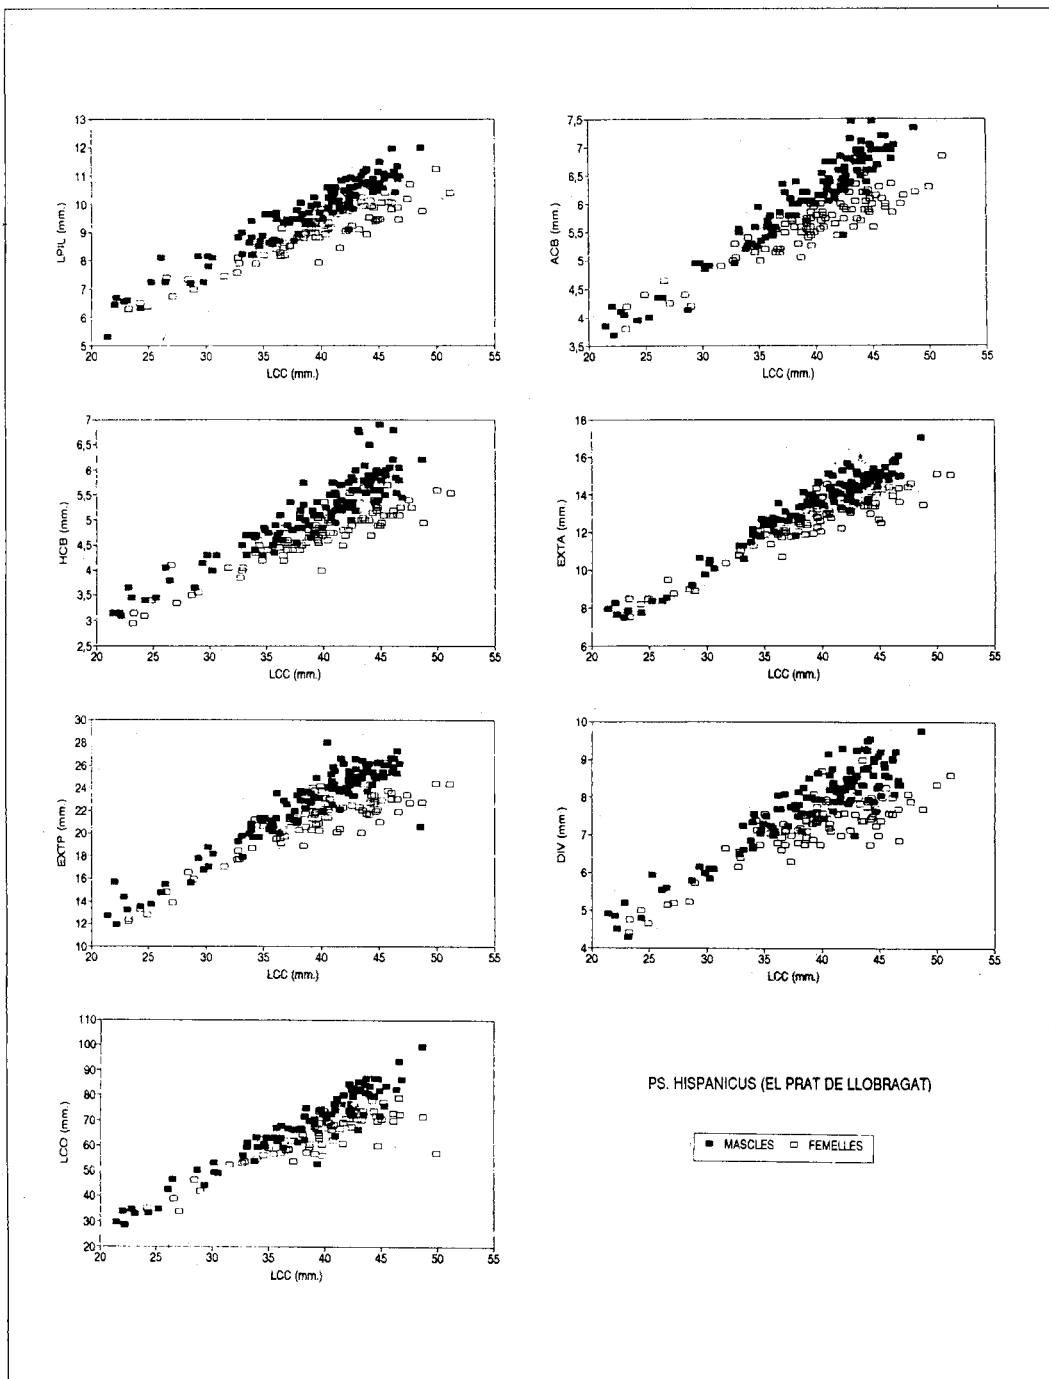 13
12
11
10
9
8
7
6
5
LPIL (mm.)
20 25 30 35 40 45 50 55
LCC (mm.)
7,5
7
6,5
6
5,5
5
4,5
4
3,5
ACB (mm.)
20 25 30 35 40 45 50 55
LCC (mm.)
7
6,5
6
5,5
5
4,5
4
3,5
3
2,5
HCB (mm.)
20 25 30 35 40 45 50 55
LCC (mm.)
18
16
14
12
10
8
6
EXTA (mm.)
20 25 30 35 40 45 50 55
LCC (mm.)
30
28
26
24
22
20
18
16
14
12
10
EXTP (mm.)
20 25 30 35 40 45 50 55
LCC (mm.)
10
9
8
7
6
5
4
DIV (mm.)
20 25 30 35 40 45 50 55
LCC (mm.)
110
100
90
80
70
60
50
40
30
20
LCO (mm.)
20 25 30 35 40 45 50 55
LCC (mm.)
PS. HISPANICUS (EL PRAT DE LLOBRAGAT)
MASCLES FEMELLES